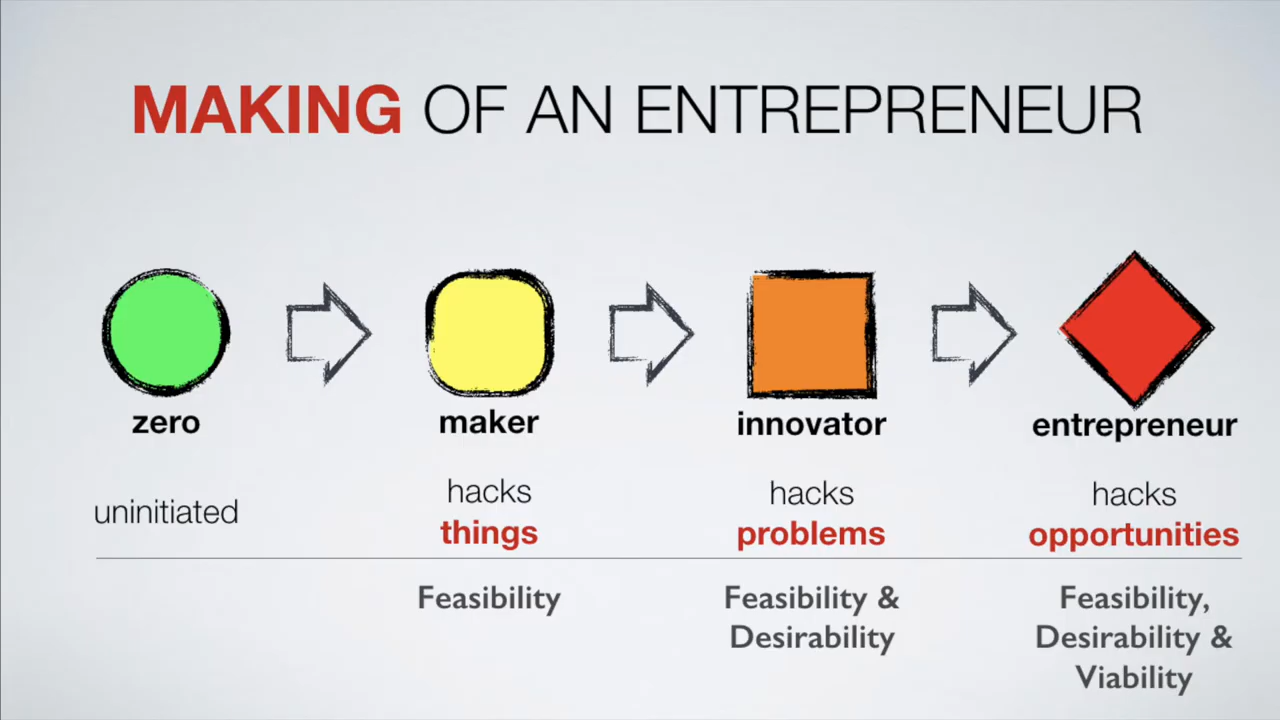 MAKING OF AN ENTREPRENEUR
zero
maker
innovator
entrepreneur
uninitiated
hacks
things
hacks
problems
hacks
opportunities
Feasibility
Feasibility &
Desirability
Feasibility,
Desirability &
Viability